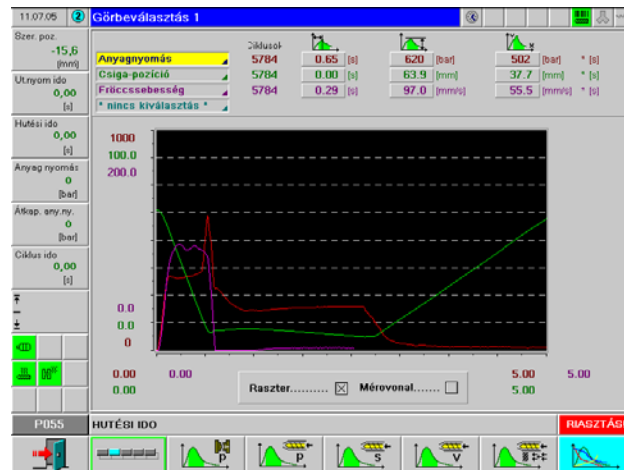 11.07.05 2 Görbeválasztás 1
Szer. poz.
-15,6
[mm]
Ut.nyom ido
0,00
[s]
Hutési ido
0,00
[s]
Anyag nyomás
0
[bar]
Átkap. any.ny.
0
[bar]
Ciklus ido
0,00
[s]
Ciklusok
Anyagnyomás 5784 0.65 [s] 620 [bar] 502 [bar] * [s]
Csiga-pozíció 5784 0.00 [s] 63.9 [mm] 37.7 [mm] * [s]
Fröccssebesség 5784 0.29 [s] 97.0 [mm/s] 55.5 [mm/s] * [s]
* nincs kiválasztás *
1000
100.0
200.0
0.0
0.0
0
0.00 0.00 5.00 5.00
0.00 5.00
Raszter.......... Mérovonal.......
P055 HUTÉSI IDO RIASZTÁS!
p p s v